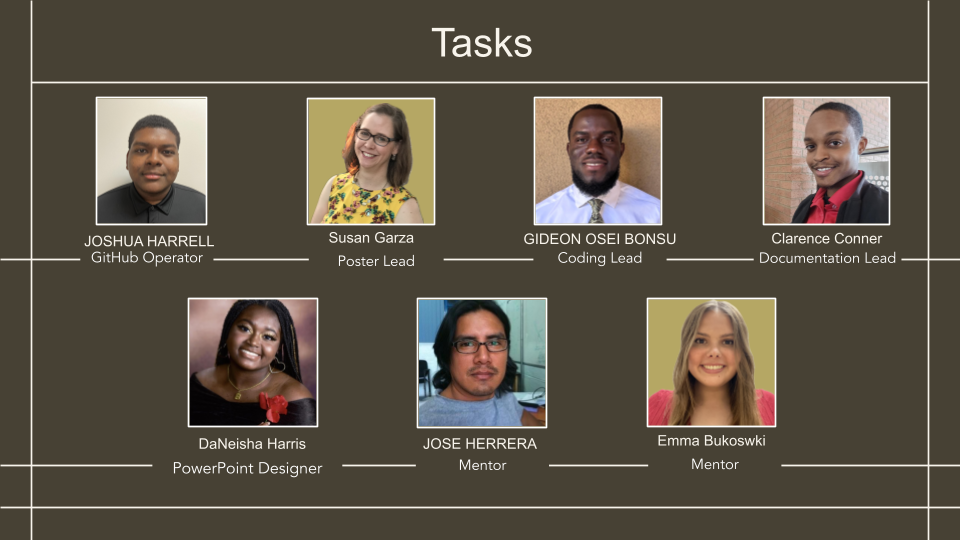 Tasks
JOSHUA HARRELL
GitHub Operator
Susan Garza
Poster Lead
GIDEON OSEI BONSU
Coding Lead
Clarence Conner
Documentation Lead
DaNeisha Harris
PowerPoint Designer
JOSE HERRERA
Mentor
Emma Bukoswki
Mentor